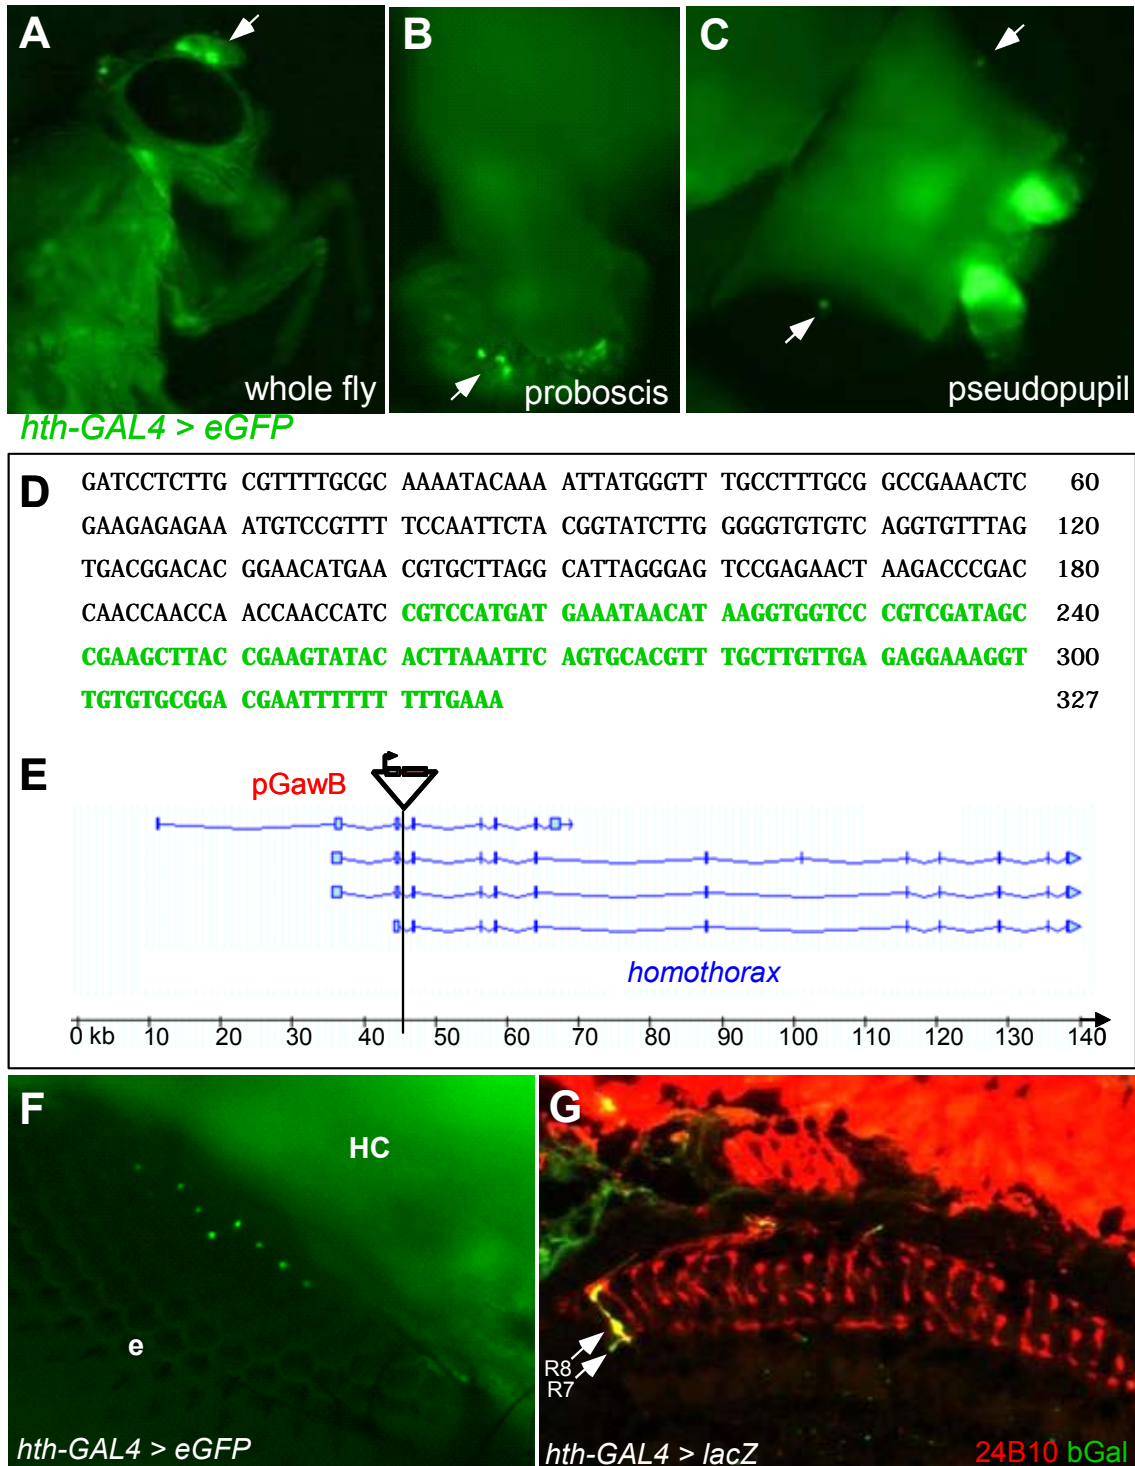 A
B
C
whole fly
proboscis
pseudopupil
hth-GAL4 > eGFP
D
GATCCTCTTG CGTTTTGCGC AAAATACAAA ATTATGGGTT TGCCTTTGCG GCCGAAACTC 60
GAAGAGAGAA ATGTCCGTTT TCCAATTCTA CGGTATCTTG GGGGTGTGTC AGGTGTTTAG 120
TGACGGACAC GGAACATGAA CGTGCTTAGG CATTAGGGAG TCCGAGAACT AAGACCCGAC 180
CAACCAACCA ACCAACCATC CGTCCATGAT GAAATAACAT AAGGTGGTCC CGTCGATAGC 240
CGAAGCTTAC CGAAGTATAC ACTTAAATTC AGTGCACGTT TGCTTGTTGA GAGGAAAGGT 300
TGTGTGCGGA CGAATTTTTT TTTGAAA 327
E
pGawB
homothorax
0 kb 10 20 30 40 50 60 70 80 90 100 110 120 130 140
F
HC
e
hth-GAL4 > eGFP
G
R8
R7
hth-GAL4 > lacZ
24B10 bGal